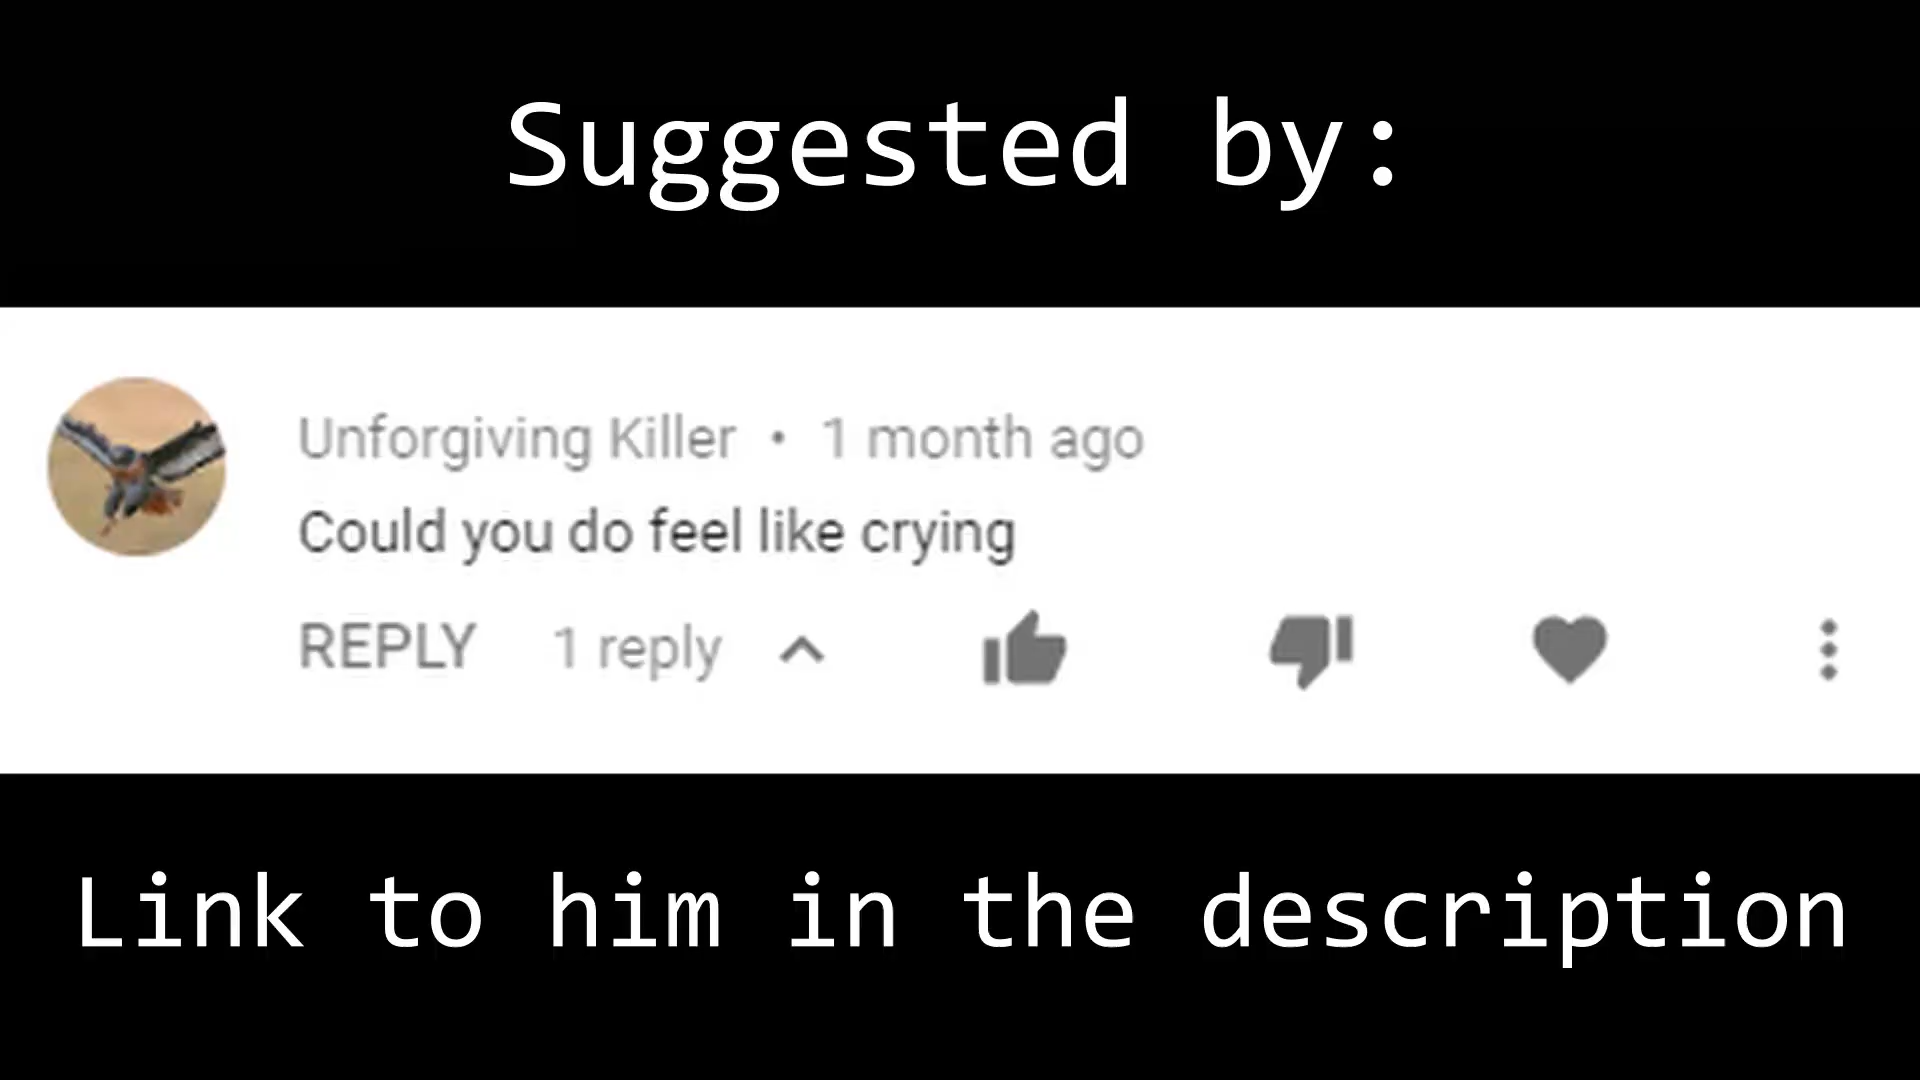 Suggested by:
Unforgiving Killer • 1 month ago
Could you do feel like crying
REPLY 1 reply
Link to him in the description